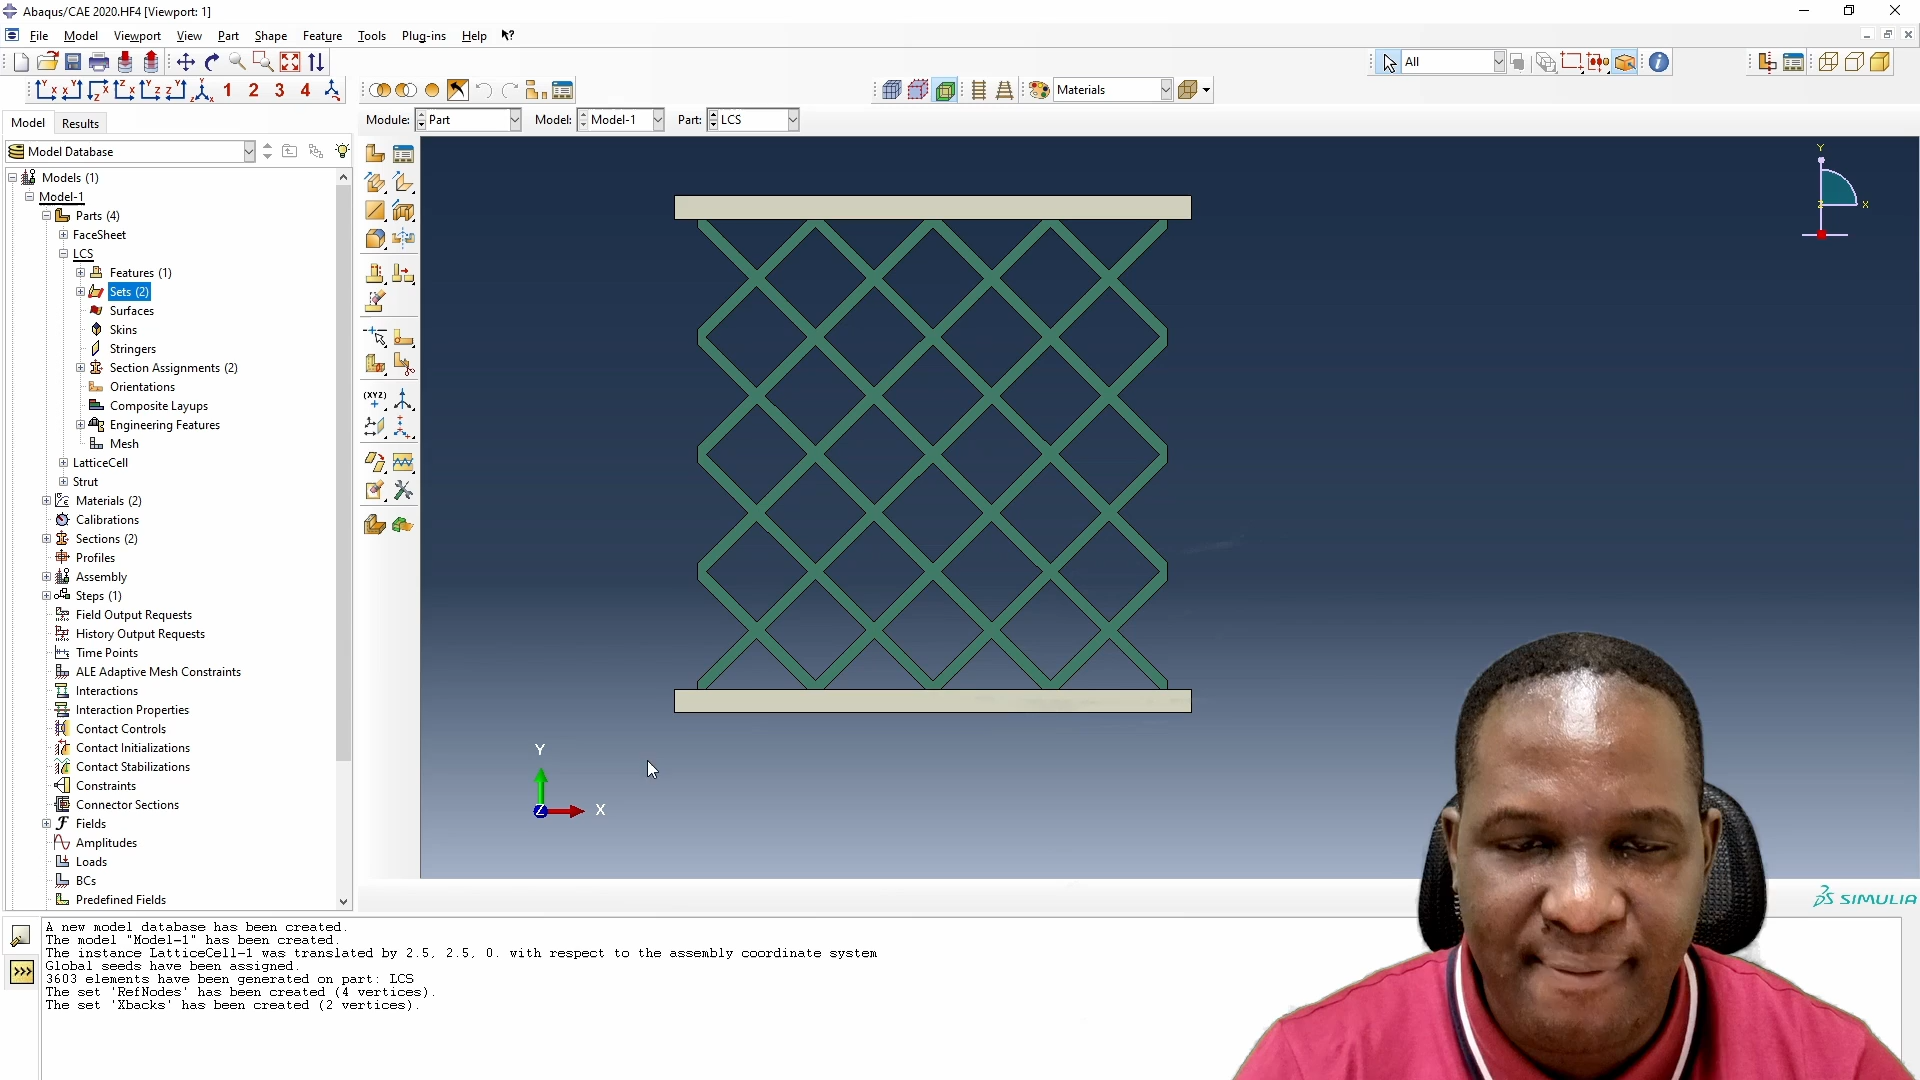 Abaqus/CAE 2020.HF4 [Viewport: 1]
File Model Viewport View Part Shape Feature Tools Plug-ins Help
All
1 2 3 4
Materials
Model Results
Module: Part Model: Model-1 Part: LCS
Model Database
Models (1)
Model-1
Parts (4)
FaceSheet
LCS
Features (1)
Sets (2)
Surfaces
Skins
Stringers
Section Assignments (2)
Orientations
Composite Layups
Engineering Features
Mesh
LatticeCell
Strut
Materials (2)
Calibrations
Sections (2)
Profiles
Assembly
Steps (1)
Field Output Requests
History Output Requests
Time Points
ALE Adaptive Mesh Constraints
Interactions
Interaction Properties
Contact Controls
Contact Initializations
Contact Stabilizations
Constraints
Connector Sections
Fields
Amplitudes
Loads
BCs
Predefined Fields
(XYZ)
Y
X
Z
Y
Z
X
SIMULIA
A new model database has been created.
The model "Model-1" has been created.
The instance LatticeCell-1 was translated by 2.5, 2.5, 0. with respect to the assembly coordinate system
Global seeds have been assigned.
3603 elements have been generated on part: LCS
The set 'RefNodes' has been created (4 vertices).
The set 'Xbacks' has been created (2 vertices).